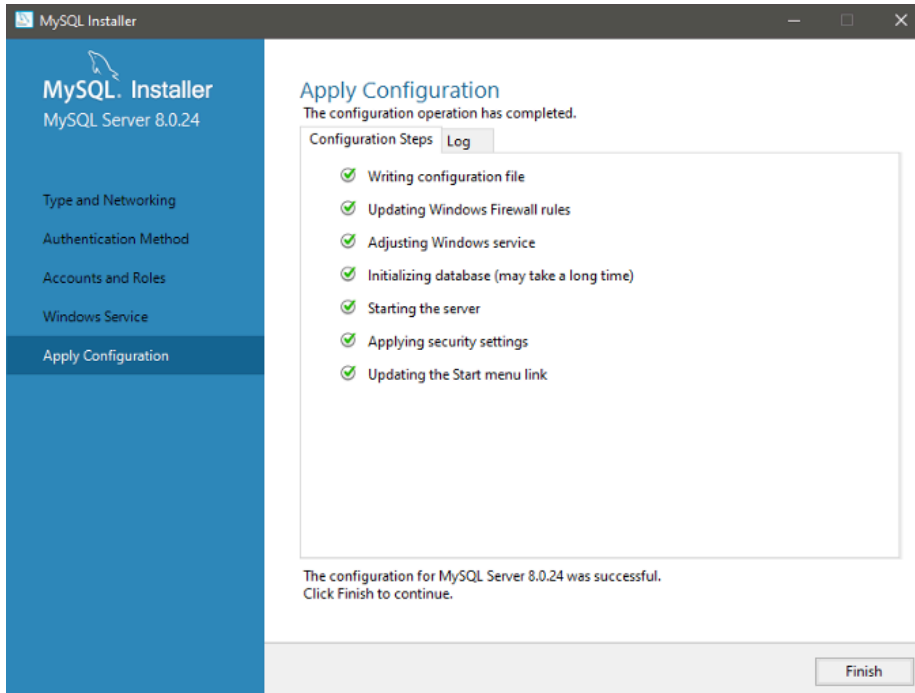 MySQL Installer
MySQL. Installer
MySQL Server 8.0.24
Type and Networking
Authentication Method
Accounts and Roles
Windows Service
Apply Configuration
Apply Configuration
The configuration operation has completed.
Configuration Steps Log
Writing configuration file
Updating Windows Firewall rules
Adjusting Windows service
Initializing database (may take a long time)
Starting the server
Applying security settings
Updating the Start menu link
The configuration for MySQL Server 8.0.24 was successful.
Click Finish to continue.
Finish